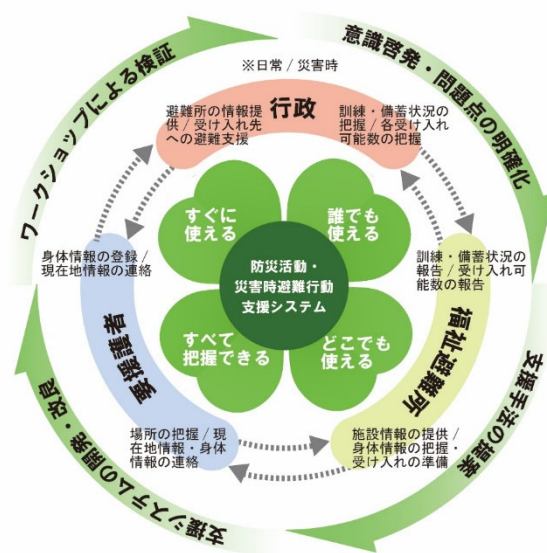 ワークショップによる検証
意識啓発・問題点の明確化
※日常 / 災害時
行政
避難所の情報提
供 / 受け入れ先
への避難支援
訓練・備蓄状況の
把握 / 各受け入れ
可能数の把握
すぐに
使える
誰でも
使える
身体情報の登録 /
現在地情報の連絡
防災活動・
災害時避難行動
支援システム
訓練・備蓄状況の
報告 / 受け入れ可
能数の報告
要援護者
福祉避難所
すべて
把握できる
どこでも
使える
場所の把握 / 現
在地情報・身体
情報の連絡
施設情報の提供 /
身体情報の把握・
受け入れの準備
支援システムの開発・改良
支援手法の提案